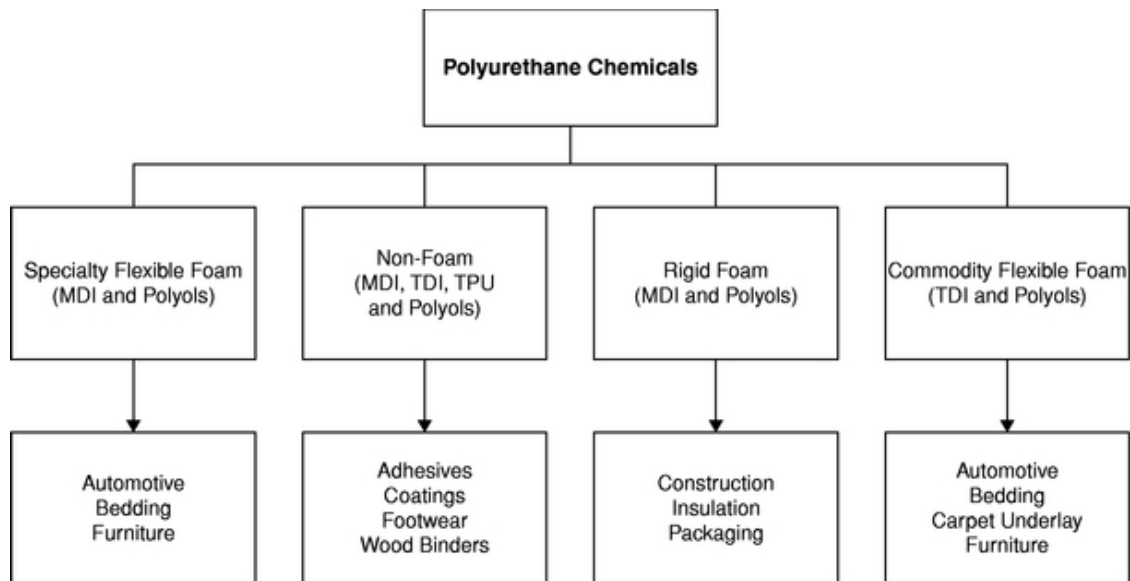 Polyurethane Chemicals
Specialty Flexible Foam
(MDI and Polyols)
Non-Foam
(MDI, TDI, TPU
and Polyols)
Rigid Foam
(MDI and Polyols)
Commodity Flexible Foam
(TDI and Polyols)
Automotive
Bedding
Furniture
Adhesives
Coatings
Footwear
Wood Binders
Construction
Insulation
Packaging
Automotive
Bedding
Carpet Underlay
Furniture